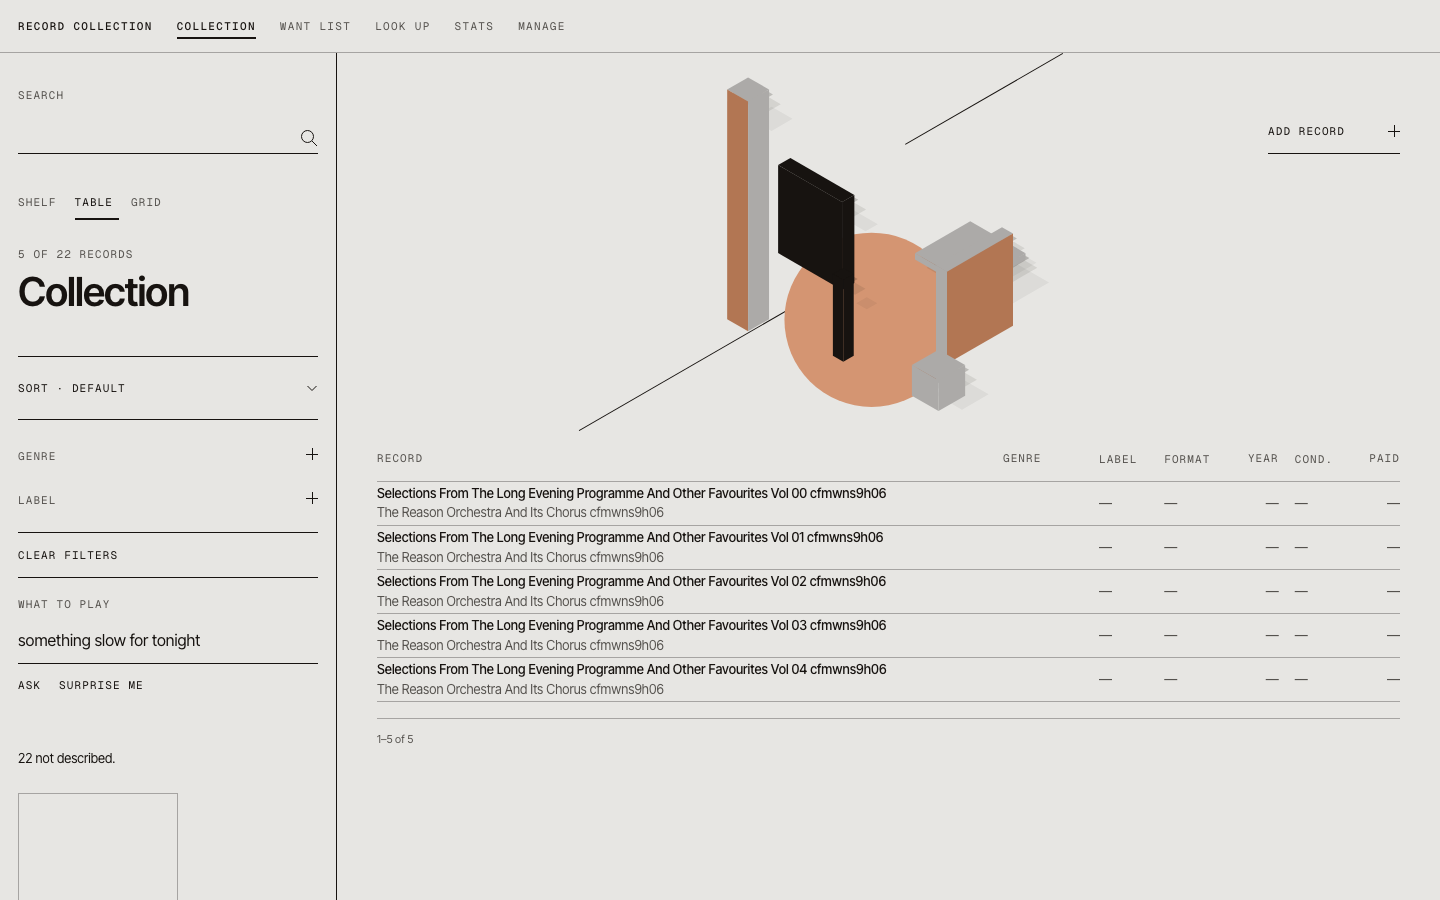 RECORD COLLECTION COLLECTION WANT LIST LOOK UP STATS MANAGE
SEARCH
ADD RECORD
SHELF TABLE GRID
5 OF 22 RECORDS
Collection
SORT · DEFAULT
GENRE
LABEL
CLEAR FILTERS
WHAT TO PLAY
something slow for tonight
ASK SURPRISE ME
22 not described.
RECORD GENRE LABEL FORMAT YEAR COND. PAID
Selections From The Long Evening Programme And Other Favourites Vol 00 cfmwns9h06
The Reason Orchestra And Its Chorus cfmwns9h06
— — — — —
Selections From The Long Evening Programme And Other Favourites Vol 01 cfmwns9h06
The Reason Orchestra And Its Chorus cfmwns9h06
— — — — —
Selections From The Long Evening Programme And Other Favourites Vol 02 cfmwns9h06
The Reason Orchestra And Its Chorus cfmwns9h06
— — — — —
Selections From The Long Evening Programme And Other Favourites Vol 03 cfmwns9h06
The Reason Orchestra And Its Chorus cfmwns9h06
— — — — —
Selections From The Long Evening Programme And Other Favourites Vol 04 cfmwns9h06
The Reason Orchestra And Its Chorus cfmwns9h06
— — — — —
1–5 of 5